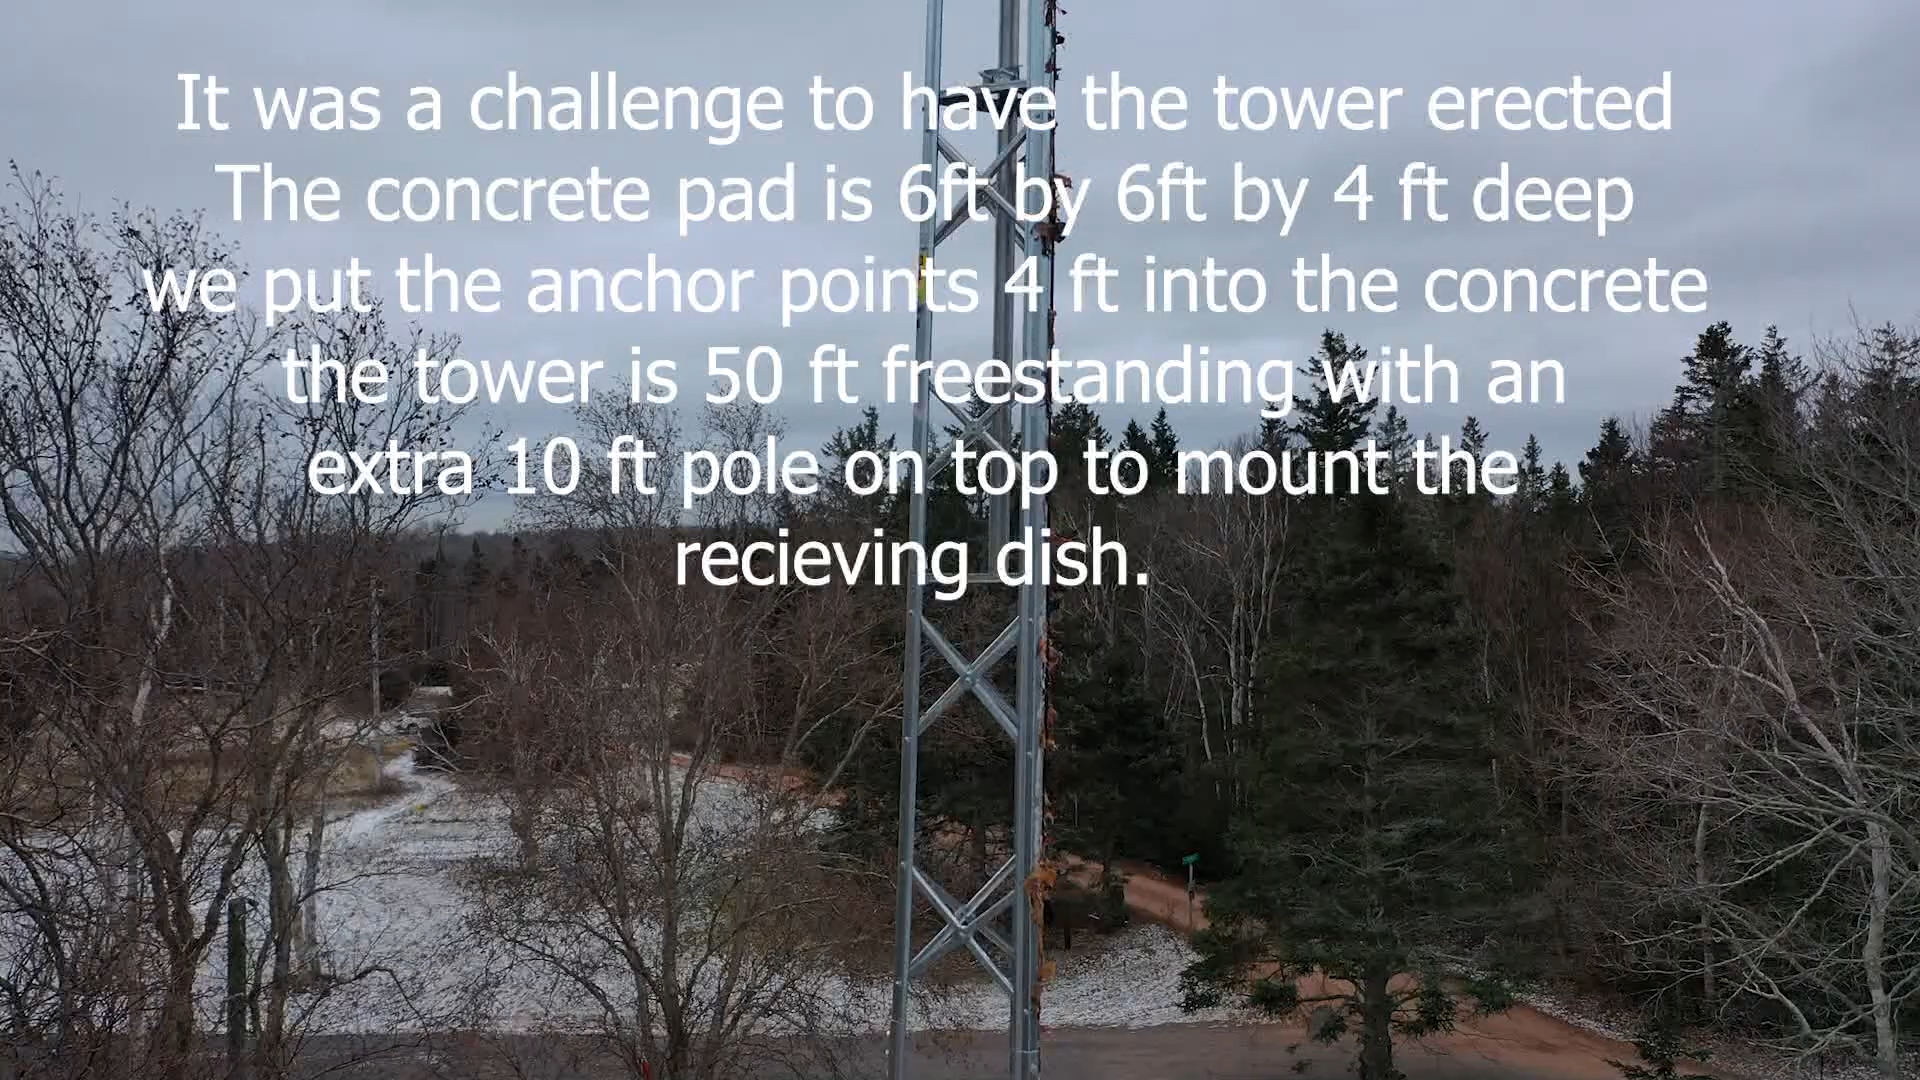 It was a challenge to have the tower erected
The concrete pad is 6ft by 6ft by 4 ft deep
we put the anchor points 4 ft into the concrete
the tower is 50 ft freestanding with an
extra 10 ft pole on top to mount the
recieving dish.